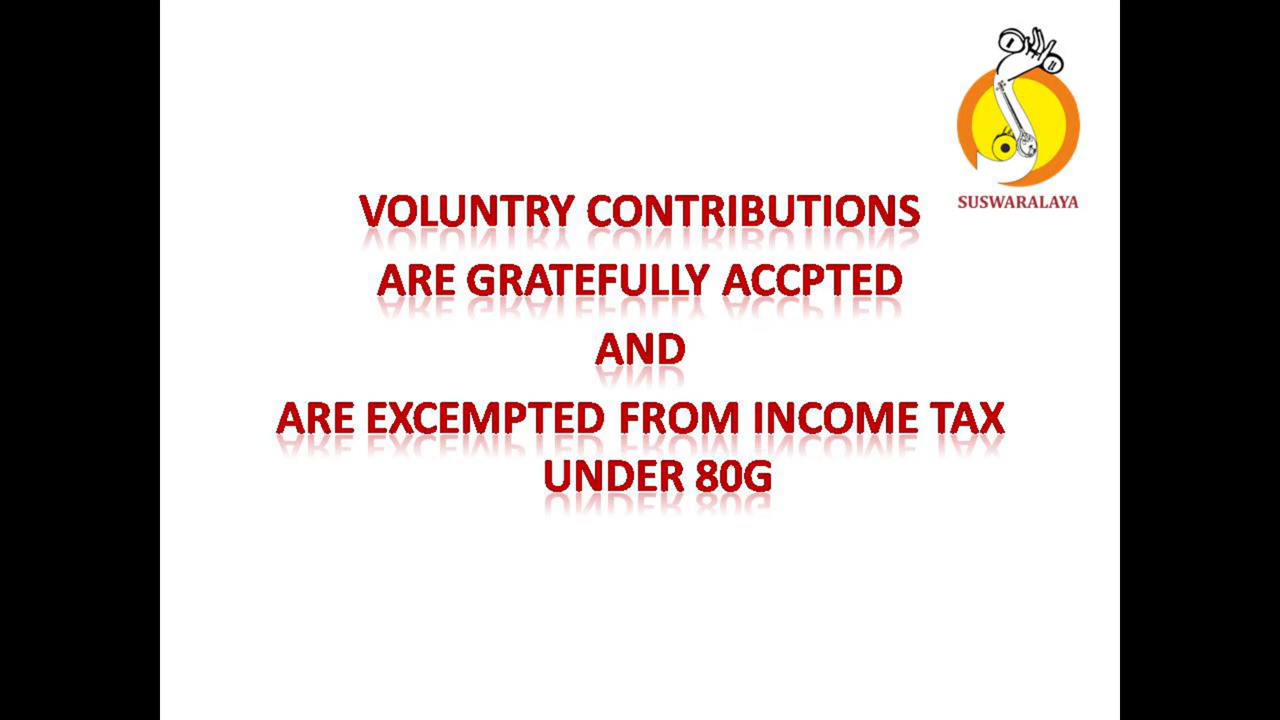 SUSWARALAYA
VOLUNTRY CONTRIBUTIONS
ARE GRATEFULLY ACCPTED
AND
ARE EXCEMPTED FROM INCOME TAX
UNDER 80G